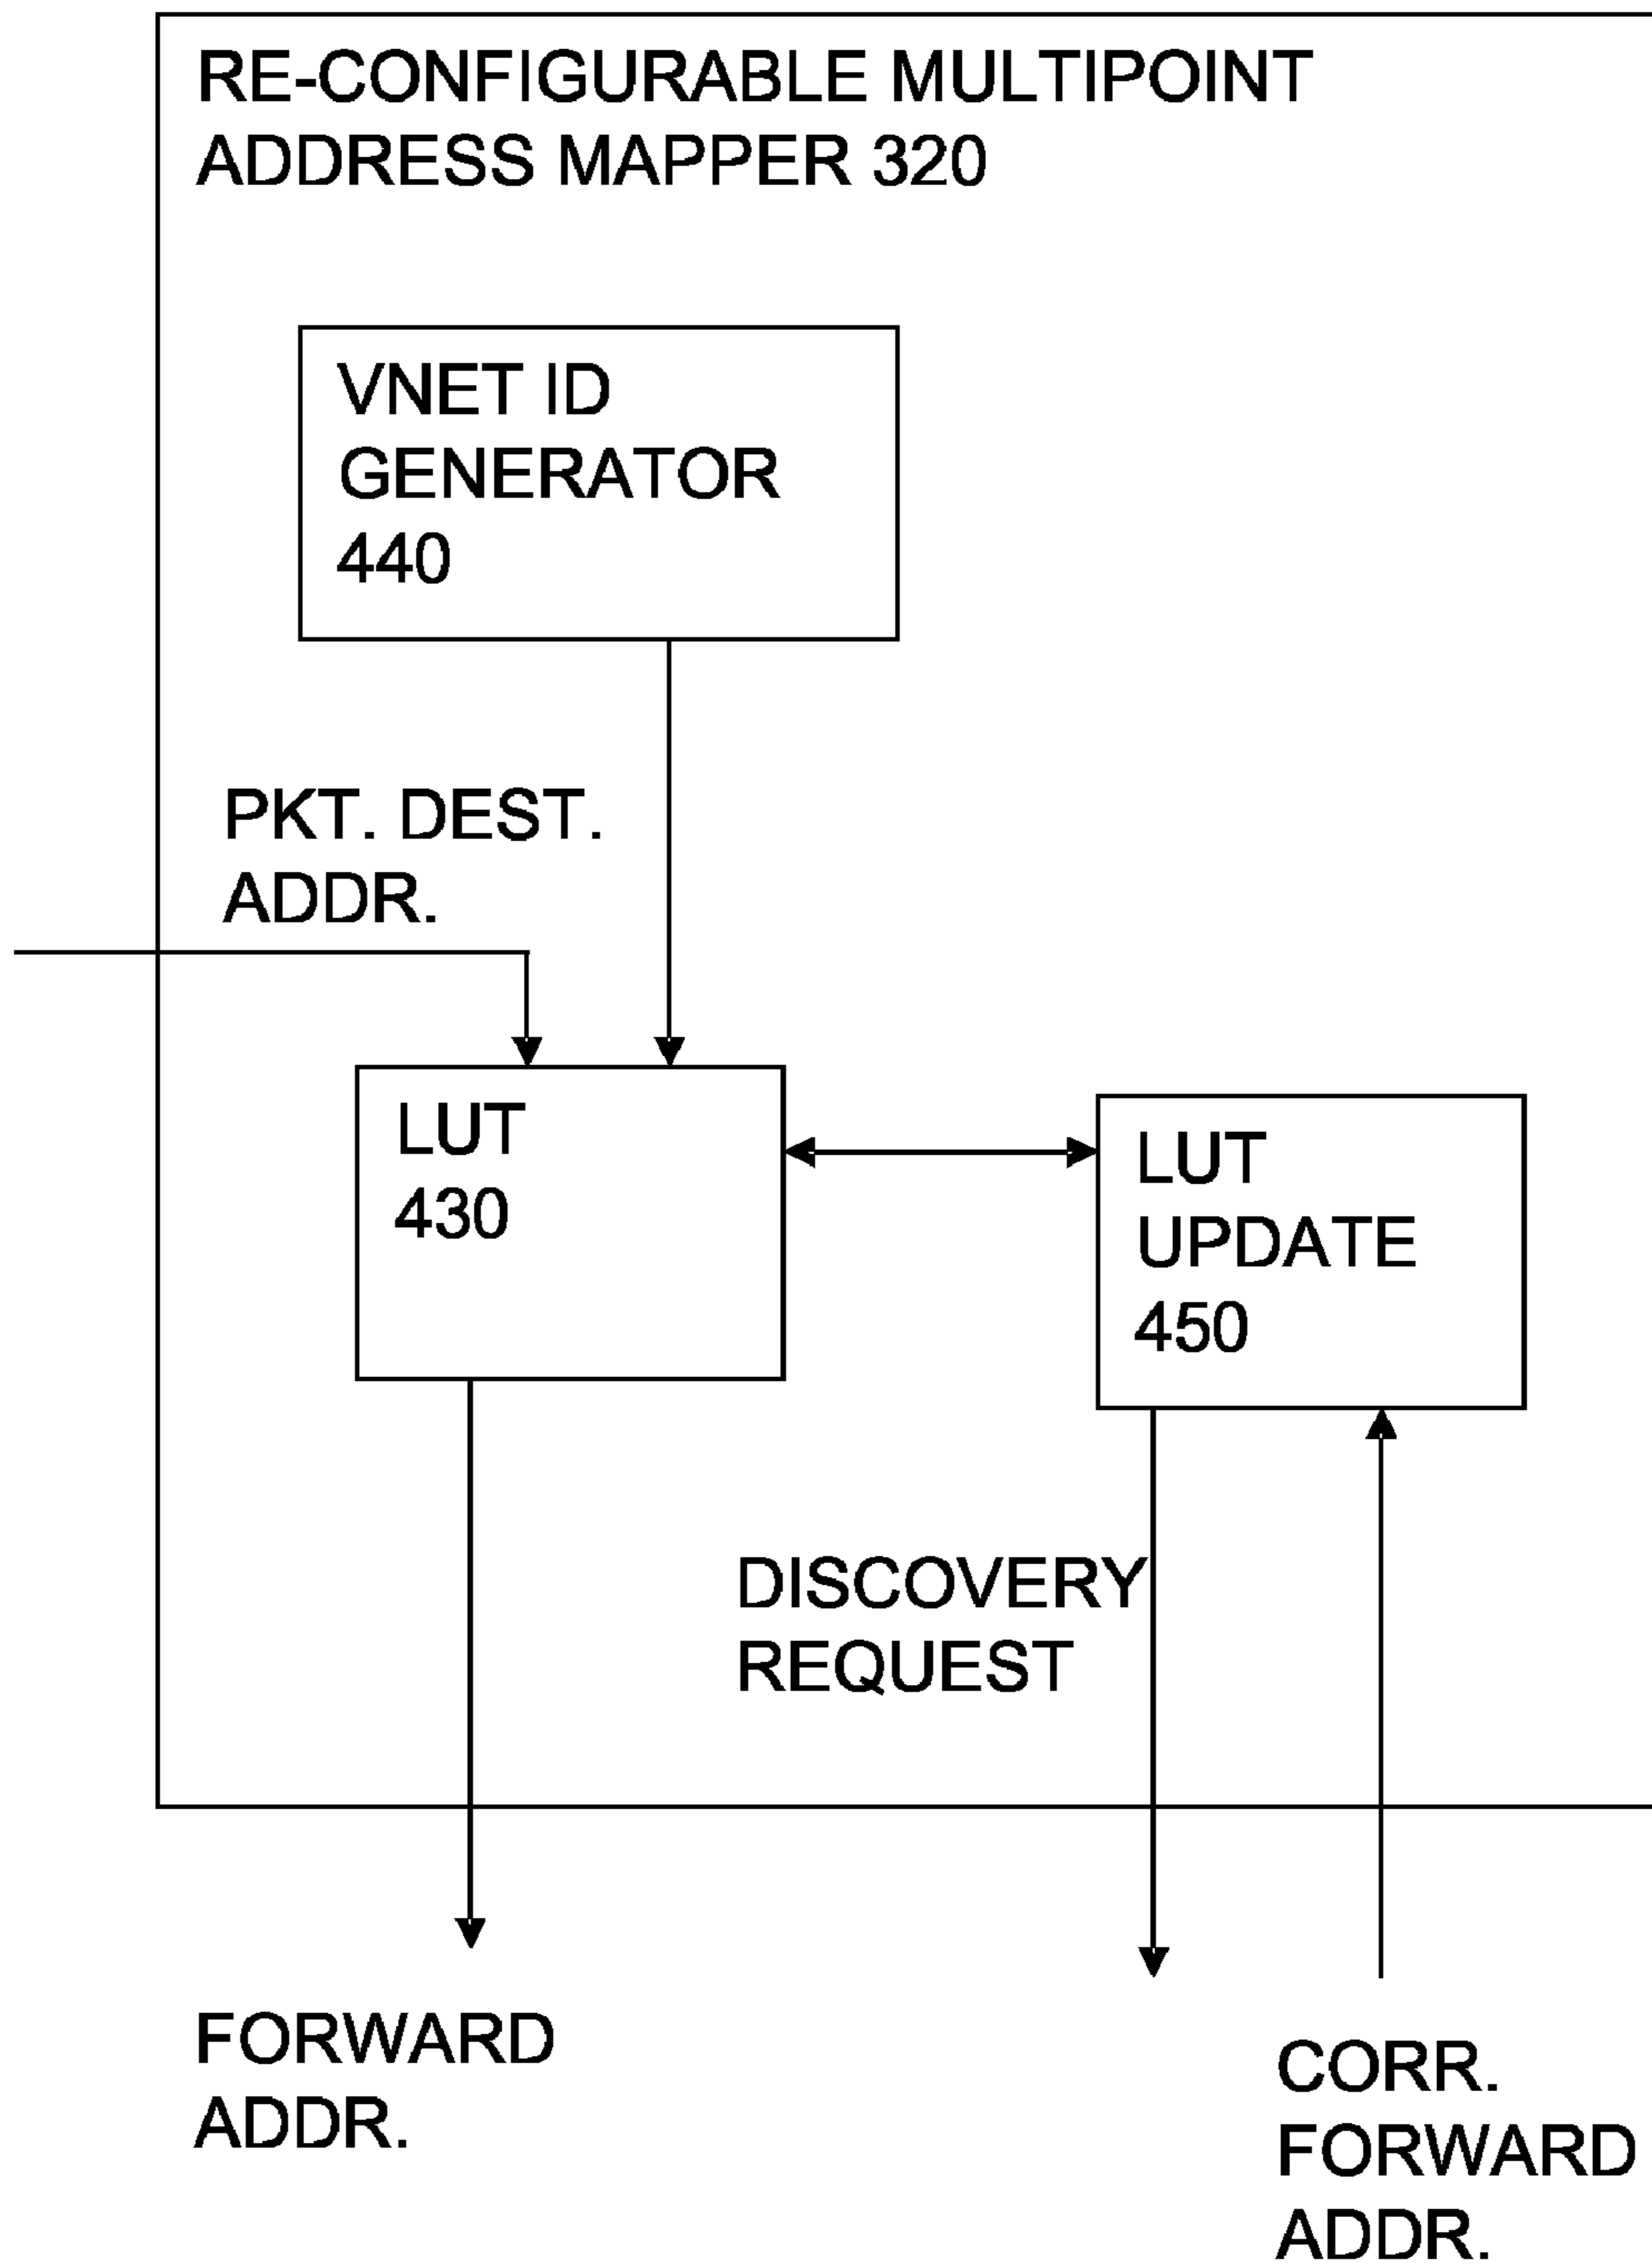 RE-CONFIGURABLE MULTIPOINT
ADDRESS MAPPER 320
VNET ID
GENERATOR
440
PKT. DEST.
ADDR.
LUT
430
LUT
UPDATE
450
DISCOVERY
REQUEST
FORWARD
ADDR.
CORR.
FORWARD
ADDR.